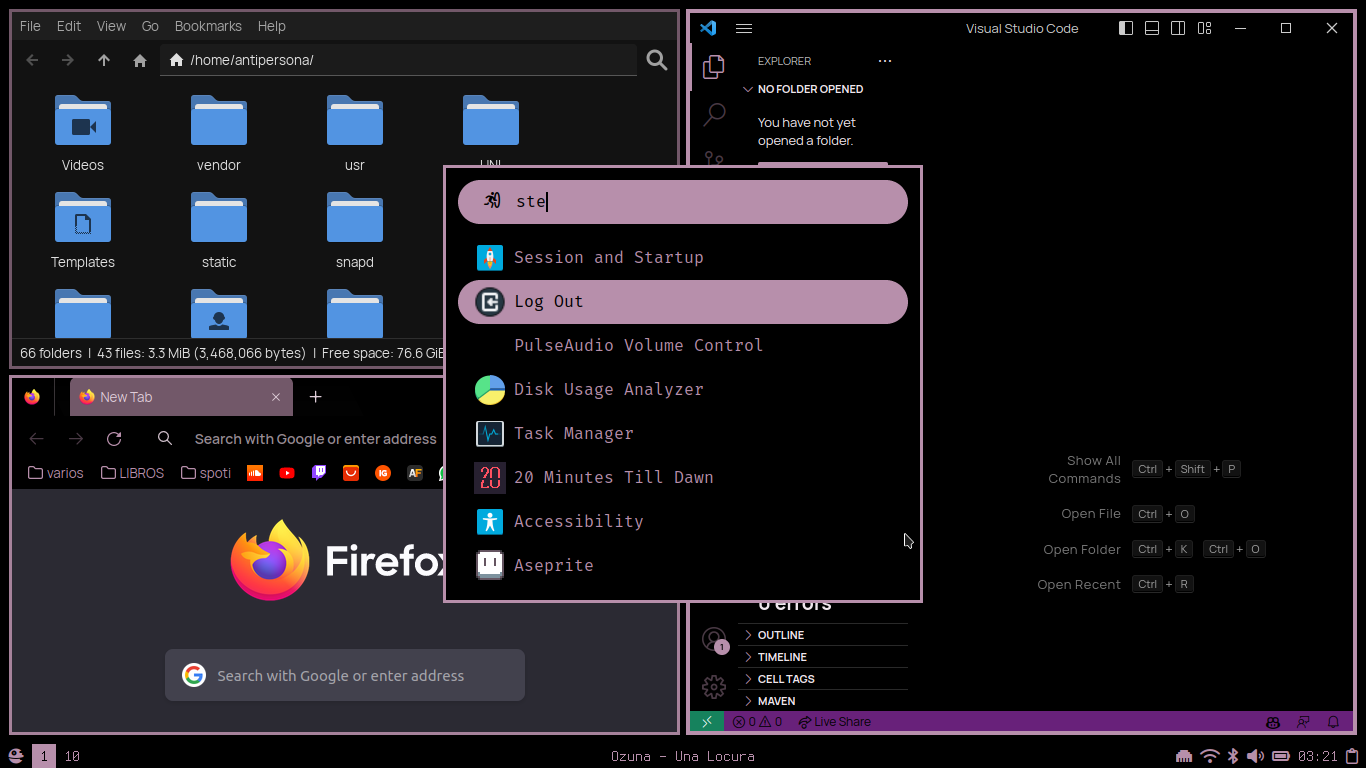 File Edit View Go Bookmarks Help
/home/antipersona/
Videos vendor usr
Templates static snapd
66 folders | 43 files: 3.3 MiB (3,468,066 bytes) | Free space: 76.6 GiB
New Tab
Search with Google or enter address
varios LIBROS spoti
IG AF
Firefox
Search with Google or enter address
ste
Session and Startup
Log Out
PulseAudio Volume Control
Disk Usage Analyzer
Task Manager
20
20 Minutes Till Dawn
Accessibility
Aseprite
Visual Studio Code
EXPLORER ...
NO FOLDER OPENED
You have not yet
opened a folder.
Show All
Commands Ctrl + Shift + P
Open File Ctrl + O
Open Folder Ctrl + K Ctrl + O
Open Recent Ctrl + R
errors
OUTLINE
1
TIMELINE
CELL TAGS
MAVEN
0 0 Live Share
1 10 Ozuna - Una Locura 03:21